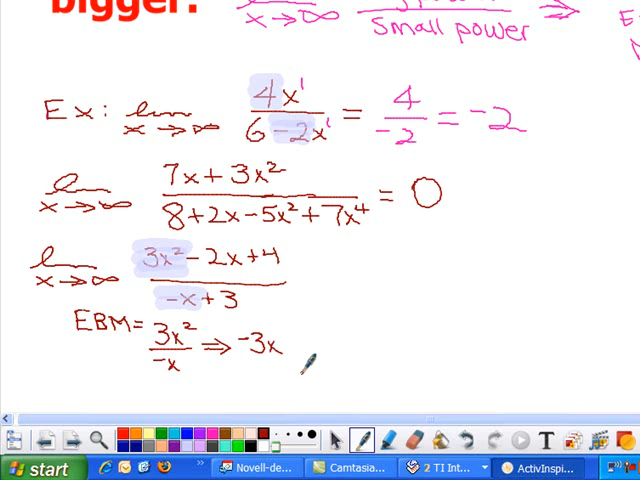 bigger.
lim x→∞ small power ⇒
Ex: lim x→∞ 4x¹ / 6-2x¹ = 4 / -2 = -2
lim x→∞ 7x + 3x² / 8+2x-5x²+7x⁴ = 0
lim x→∞ 3x²-2x+4 / -x+3
EBM= 3x² / -x ⇒ -3x
start
Novell-de...
Camtasia...
2 TI Int...
ActivInspi...